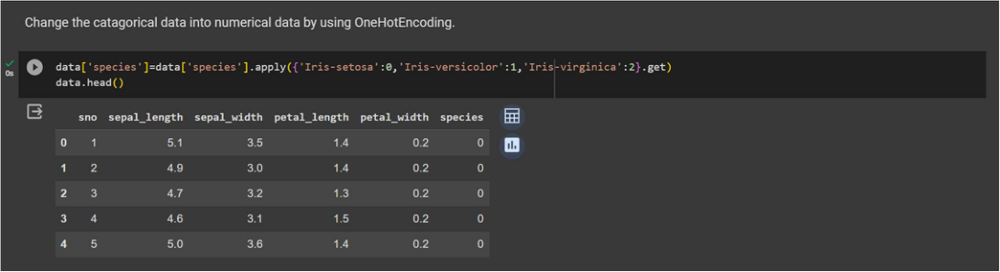 Change the catagorical data into numerical data by using OneHotEncoding.
0s
data['species']=data['species'].apply({'Iris-setosa':0,'Iris-versicolor':1,'Iris-virginica':2}.get)
data.head()
sno sepal_length sepal_width petal_length petal_width species
0 1 5.1 3.5 1.4 0.2 0
1 2 4.9 3.0 1.4 0.2 0
2 3 4.7 3.2 1.3 0.2 0
3 4 4.6 3.1 1.5 0.2 0
4 5 5.0 3.6 1.4 0.2 0